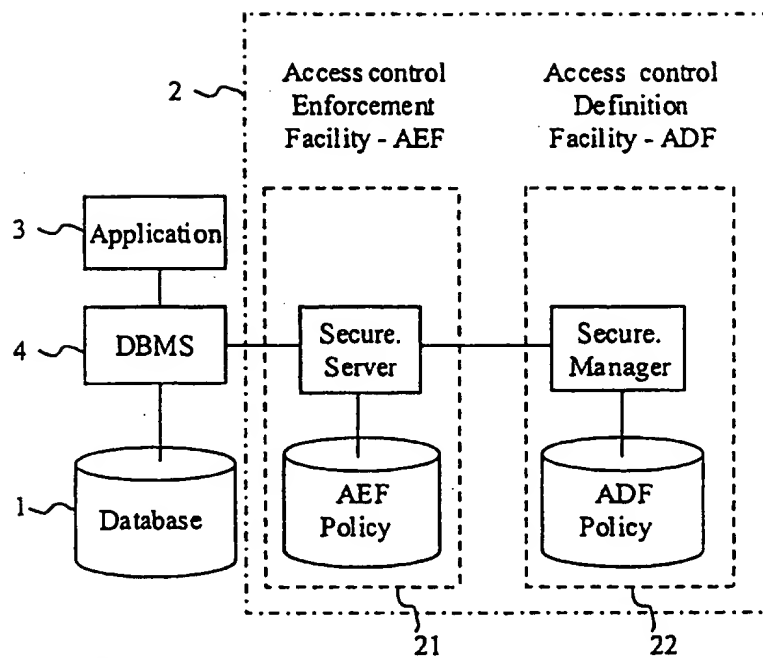 2
Access control
Enforcement
Facility - AEF
Access control
Definition
Facility - ADF
3
Application
4
DBMS
Secure.
Server
Secure.
Manager
1
Database
AEF
Policy
ADF
Policy
21
22